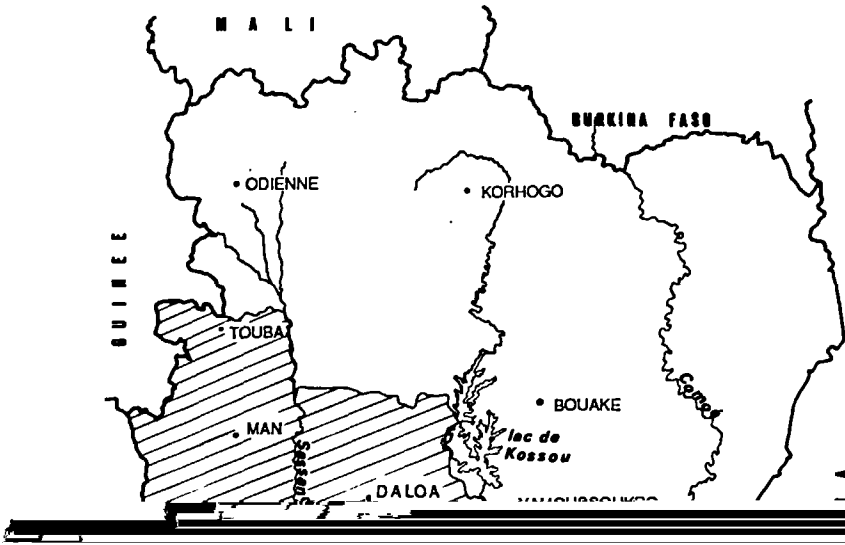 MALI
BURKINA FASO
ODIENNE
KORHOGO
GUINEE
TOUBA
Comoé
BOUAKE
MAN
lac de
Kossou
DALOA